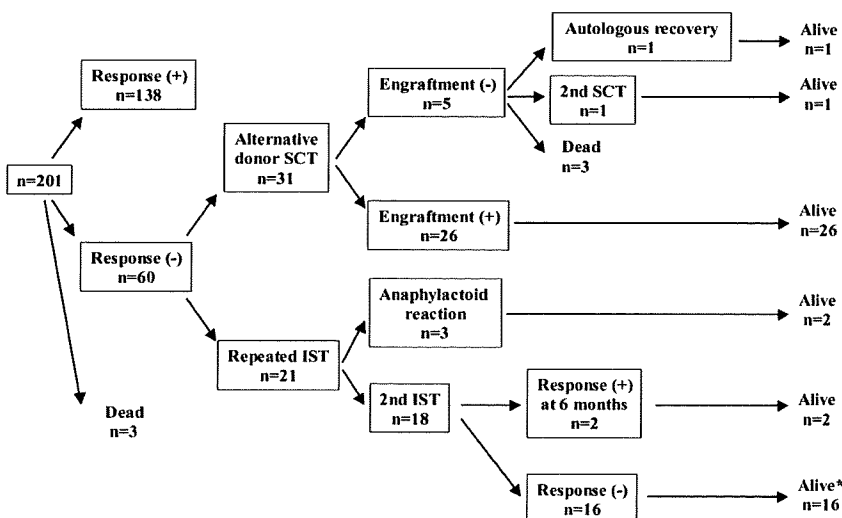 n=201
Response (+)
n=138
Response (-)
n=60
Dead
n=3
Alternative
donor SCT
n=31
Repeated IST
n=21
Engraftment (-)
n=5
Engraftment (+)
n=26
Anaphylactoid
reaction
n=3
2nd IST
n=18
Autologous recovery
n=1
2nd SCT
n=1
Dead
n=3
Response (+)
at 6 months
n=2
Response (-)
n=16
Alive
n=1
Alive
n=1
Alive
n=26
Alive
n=2
Alive
n=2
Alive*
n=16